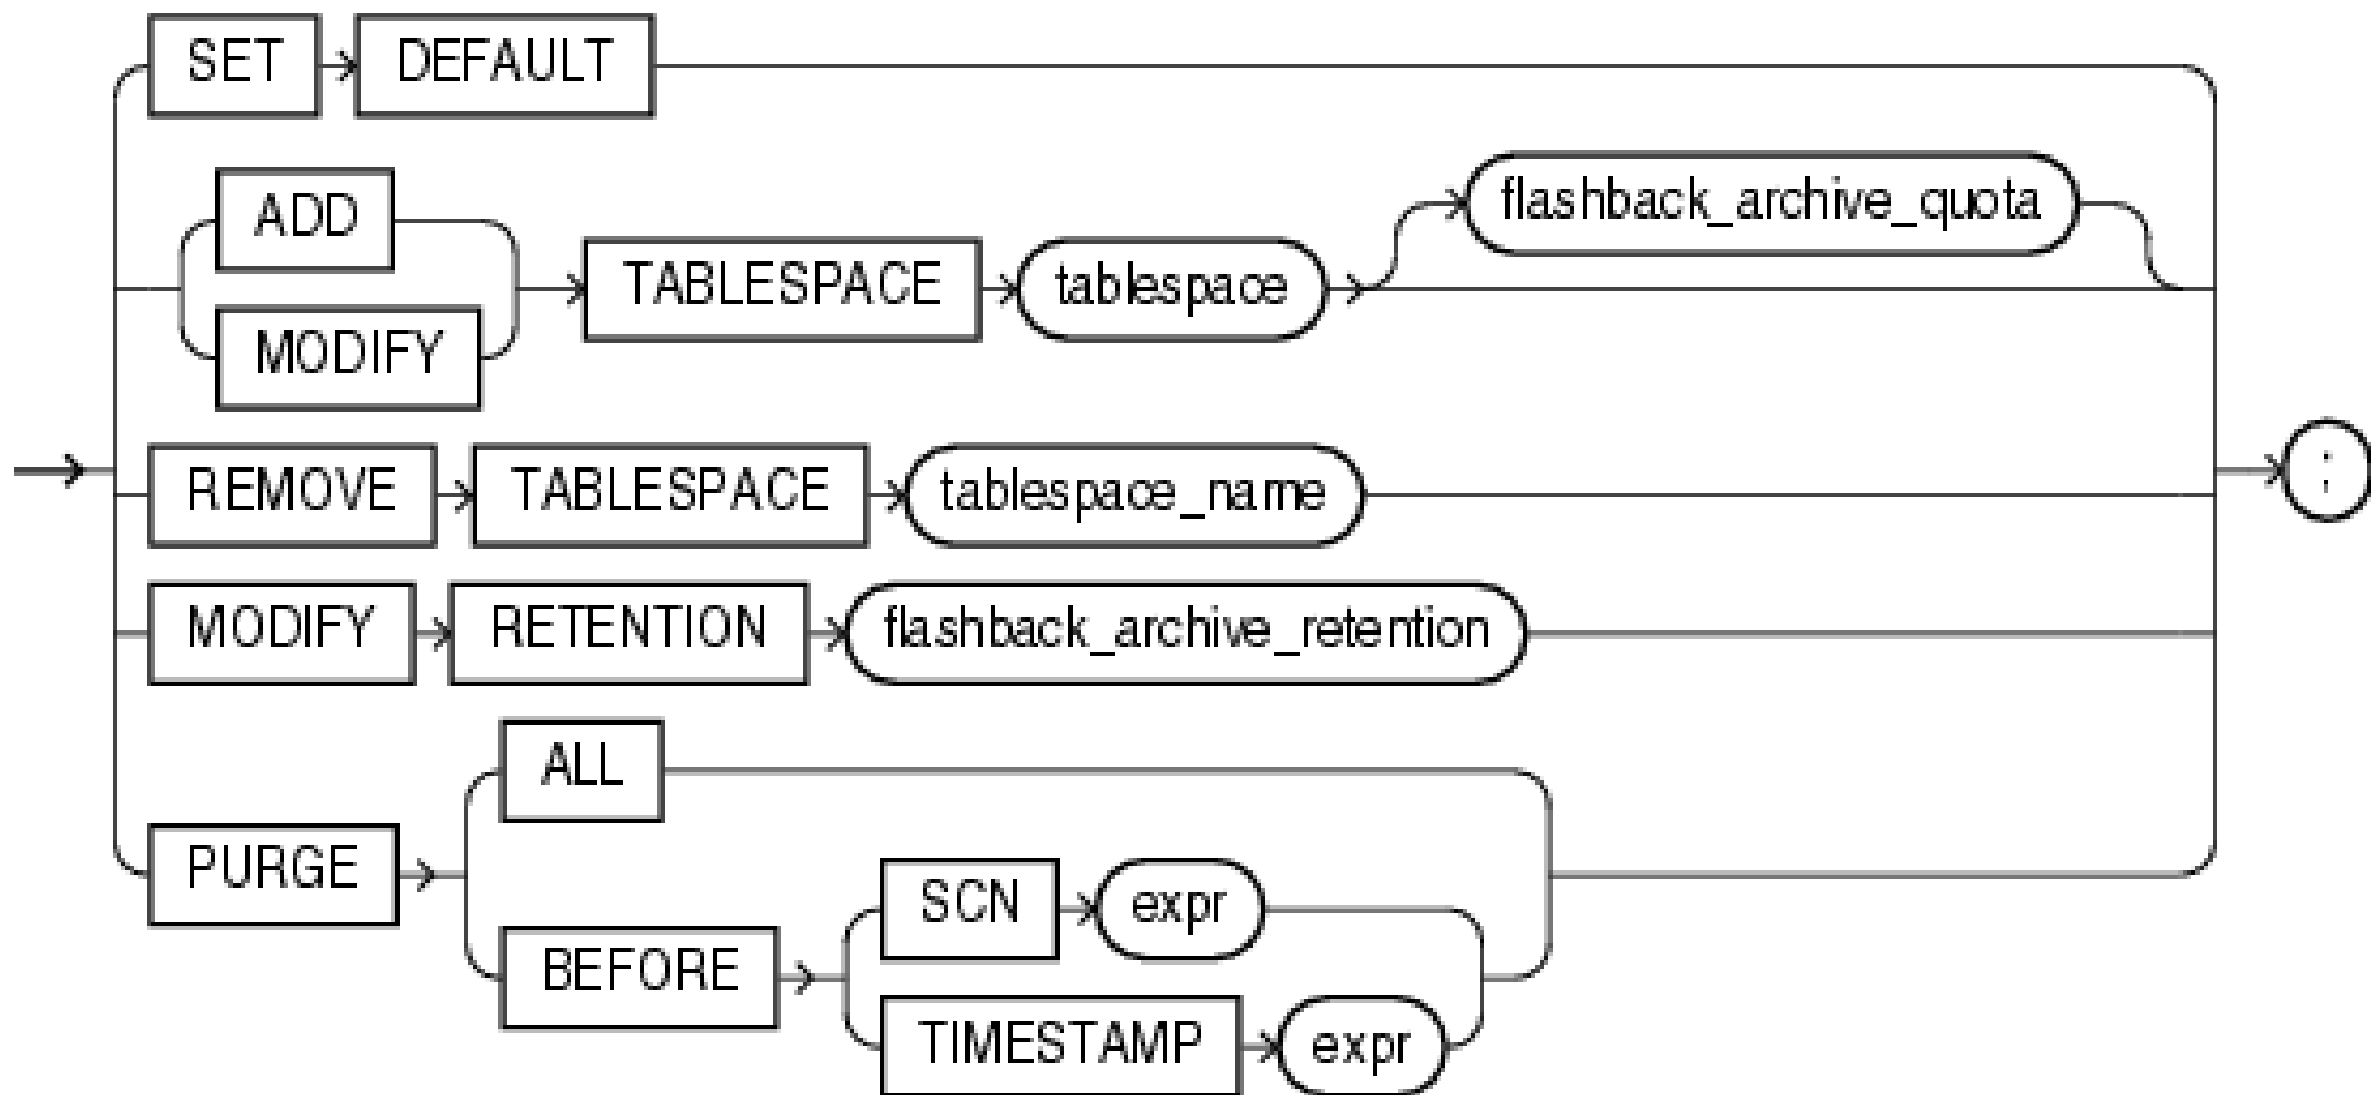 SET DEFAULT
flashback_archive_quota
ADD
TABLESPACE tablespace
MODIFY
REMOVE TABLESPACE tablespace_name
;
MODIFY RETENTION flashback_archive_retention
ALL
PURGE
SCN expr
BEFORE
TIMESTAMP expr